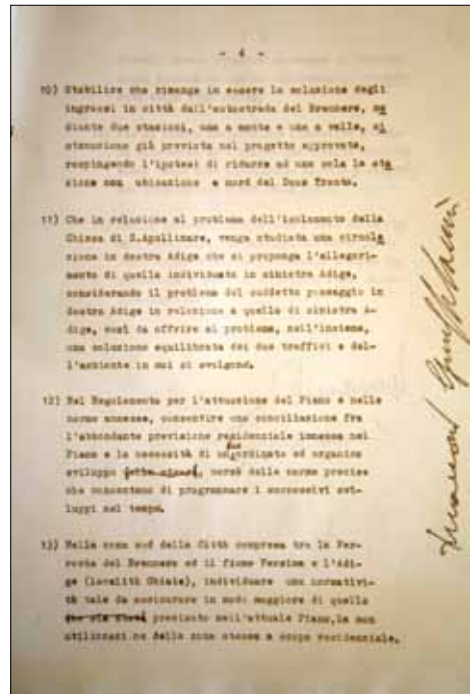 - 4 -
10) Stabilire che rimanga in essere la soluzione degli
ingressi in città dall'autostrada del Brennero, me
diante due stazioni, una a monte e una a valle, si
stemazione già prevista nel progetto approvato,
respingendo l'ipotesi di ridurre ad una sola la sta
zione con ubicazione a nord del Dosso Trento.
11) Che in relazione al problema dell'isolamento della
Chiesa di S.Apollinare, venga studiata una circola
zione in destra Adige che si proponga l'alleggeri-
mento di quella individuata in sinistra Adige,
considerando il problema del suddetto passaggio in
destra Adige in relazione a quello di sinistra A-
dige, così da offrire al problema, nell'insieme,
una soluzione equilibrata dei due traffici e del-
l'ambiente in cui si svolgono.
12) Nel Regolamento per l'attuazione del Piano e nelle
norme annesse, consentire una conciliazione fra
l'abbondante previsione residenziale immessa nel
Piano e la necessità di ordinato ed organico
sviluppo mercè delle norme precise
che consentano di programmare i successivi svi-
luppi nel tempo.
13) Nella zona sud della Città compresa tra la Fer-
rovia del Brennero ed il fiume Fersina e l'Adi-
ge (località Ghiaie), individuare una normativi-
tà tale da assicurare in modo maggiore di quello
precisato nell'attuale Piano, la non
utilizzazi ne della zona stessa a scopo residenziale.